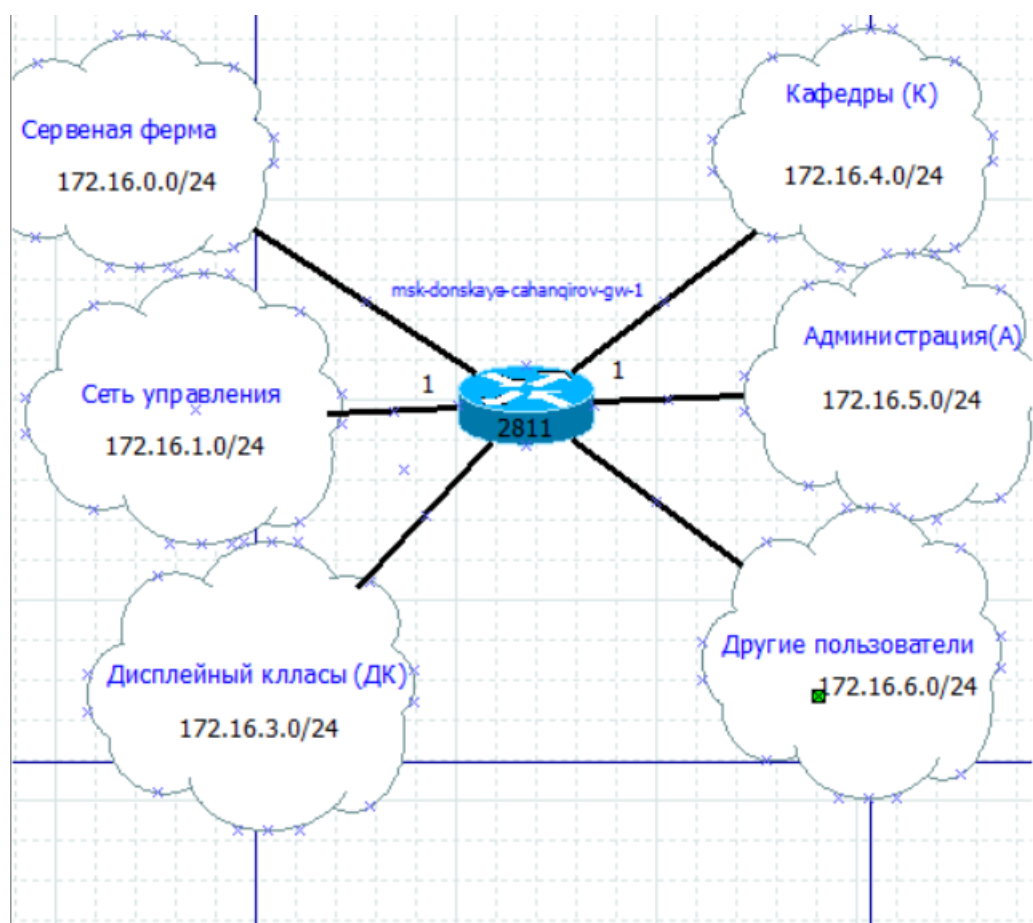 Серв­еная ферма
172.16.0.0/24
Кафедры (К)
172.16.4.0/24
msk-donskaya-cahanqirov-gw-1
Сеть управления
172.16.1.0/24
1
1
2811
Администрация(А)
172.16.5.0/24
Дисплейный клласы (ДК)
172.16.3.0/24
Другие пользователи
172.16.6.0/24